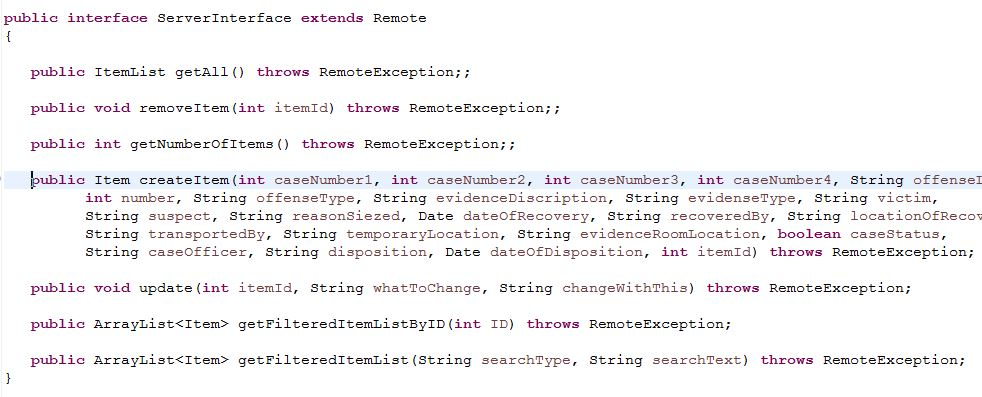 public interface ServerInterface extends Remote
{
public ItemList getAll() throws RemoteException;;
public void removeItem(int itemId) throws RemoteException;;
public int getNumberOfItems() throws RemoteException;;
public Item createItem(int caseNumber1, int caseNumber2, int caseNumber3, int caseNumber4, String
int number, String offenseType, String evidenceDiscription, String evidenseType, String victim,
String suspect, String reasonSiezed, Date dateOfRecovery, String recoveredBy, String
String transportedBy, String temporaryLocation, String evidenceRoomLocation, boolean caseStatus,
String caseOfficer, String disposition, Date dateOfDisposition, int itemId) throws RemoteException;
public void update(int itemId, String whatToChange, String changeWithThis) throws RemoteException;
public ArrayList<Item> getFilteredItemListByID(int ID) throws RemoteException;
public ArrayList<Item> getFilteredItemList(String searchType, String searchText) throws RemoteException;
}